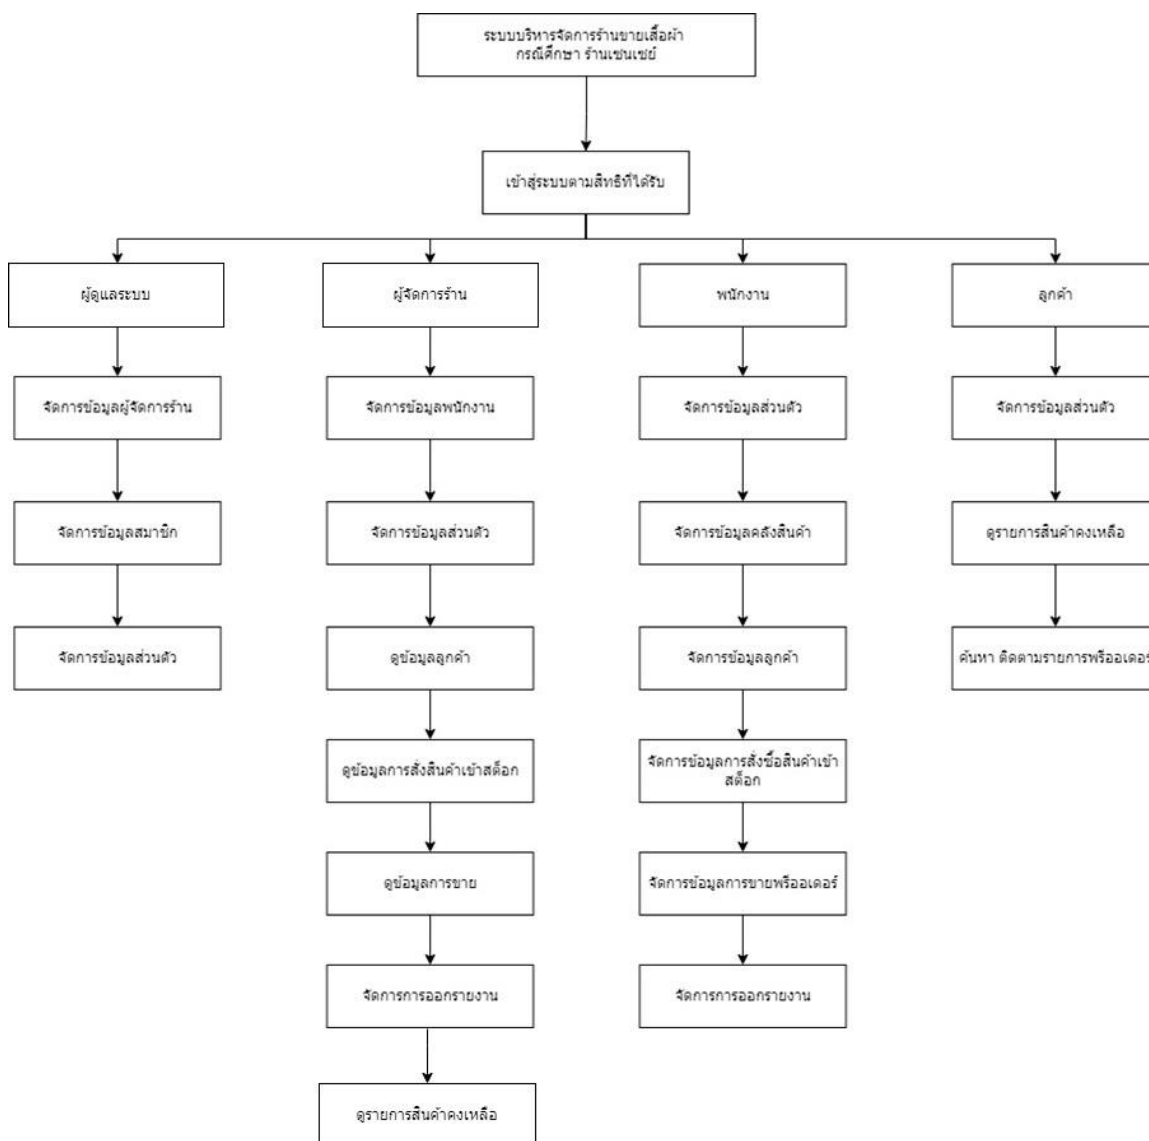 ระบบบริหารจัดการร้านขายเสื้อผ้า
กรณีศึกษา ร้านเซนเซย์
เข้าสู่ระบบตามสิทธิที่ได้รับ
ผู้ดูแลระบบ
จัดการข้อมูลผู้จัดการร้าน
จัดการข้อมูลสมาชิก
จัดการข้อมูลส่วนตัว
ผู้จัดการร้าน
จัดการข้อมูลพนักงาน
จัดการข้อมูลส่วนตัว
ดูข้อมูลลูกค้า
ดูข้อมูลการสั่งสินค้าเข้าสต็อก
ดูข้อมูลการขาย
จัดการการออกรายงาน
ดูรายการสินค้าคงเหลือ
พนักงาน
จัดการข้อมูลส่วนตัว
จัดการข้อมูลคลังสินค้า
จัดการข้อมูลลูกค้า
จัดการข้อมูลการสั่งซื้อสินค้าเข้า
สต็อก
จัดการข้อมูลการขายพรีออเดอร์
จัดการการออกรายงาน
ลูกค้า
จัดการข้อมูลส่วนตัว
ดูรายการสินค้าคงเหลือ
ค้นหา ติดตามรายการพรีออเดอร์